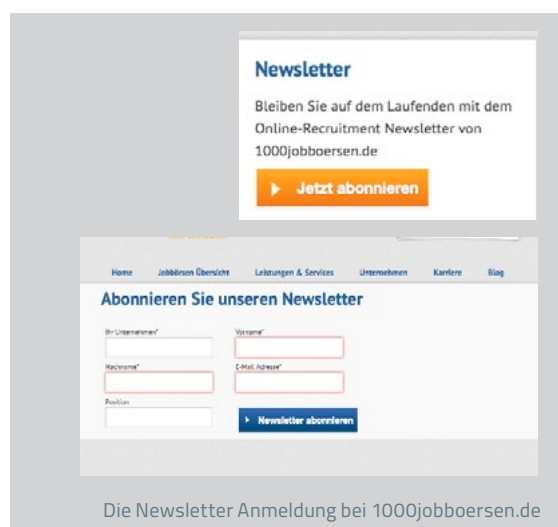 Newsletter
Bleiben Sie auf dem Laufenden mit dem
Online-Recruitment Newsletter von
1000jobboersen.de
Jetzt abonnieren
Home Jobbörsen Übersicht Leistungen & Services Unternehmen Karriere Blog
Abonnieren Sie unseren Newsletter
Ihr Unternehmen* Vorname*
Nachname* E-Mail Adresse*
Position
Newsletter abonnieren
Die Newsletter Anmeldung bei 1000jobboersen.de